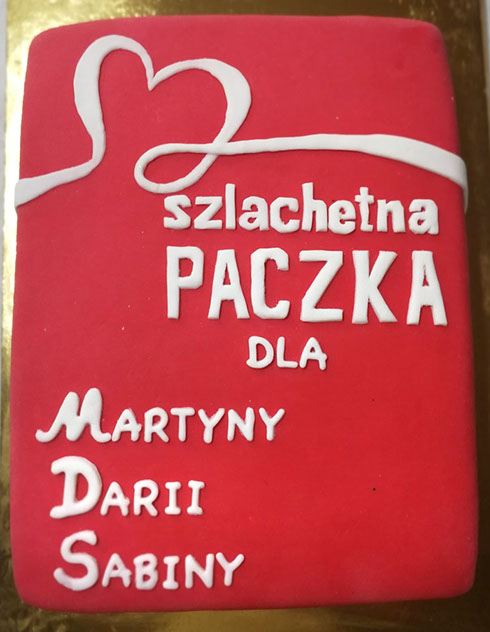 szlachetna
PACZKA
DLA
MARTYNY
DARII
SABINY